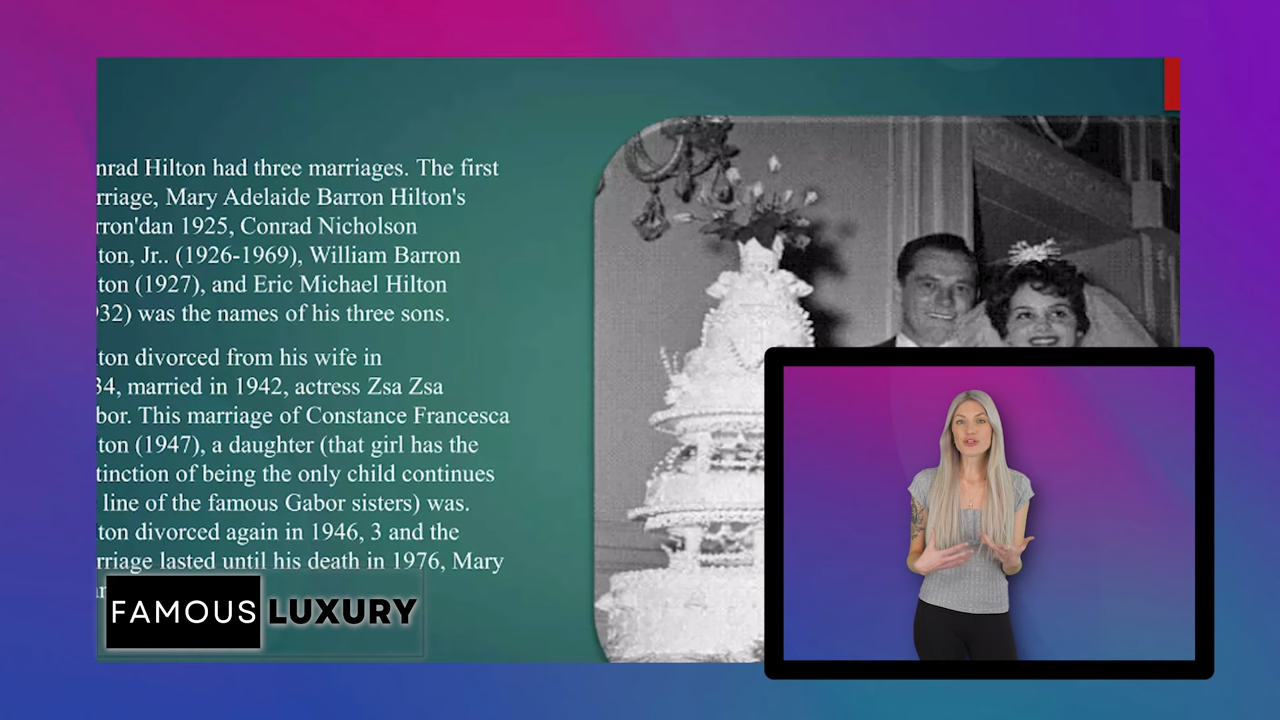 nrad Hilton had three marriages. The first
rriage, Mary Adelaide Barron Hilton's
rron'dan 1925, Conrad Nicholson
ton, Jr.. (1926-1969), William Barron
ton (1927), and Eric Michael Hilton
32) was the names of his three sons.
ton divorced from his wife in
34, married in 1942, actress Zsa Zsa
bor. This marriage of Constance Francesca
ton (1947), a daughter (that girl has the
tinction of being the only child continues
line of the famous Gabor sisters) was.
ton divorced again in 1946, 3 and the
rriage lasted until his death in 1976, Mary
FAMOUS LUXURY